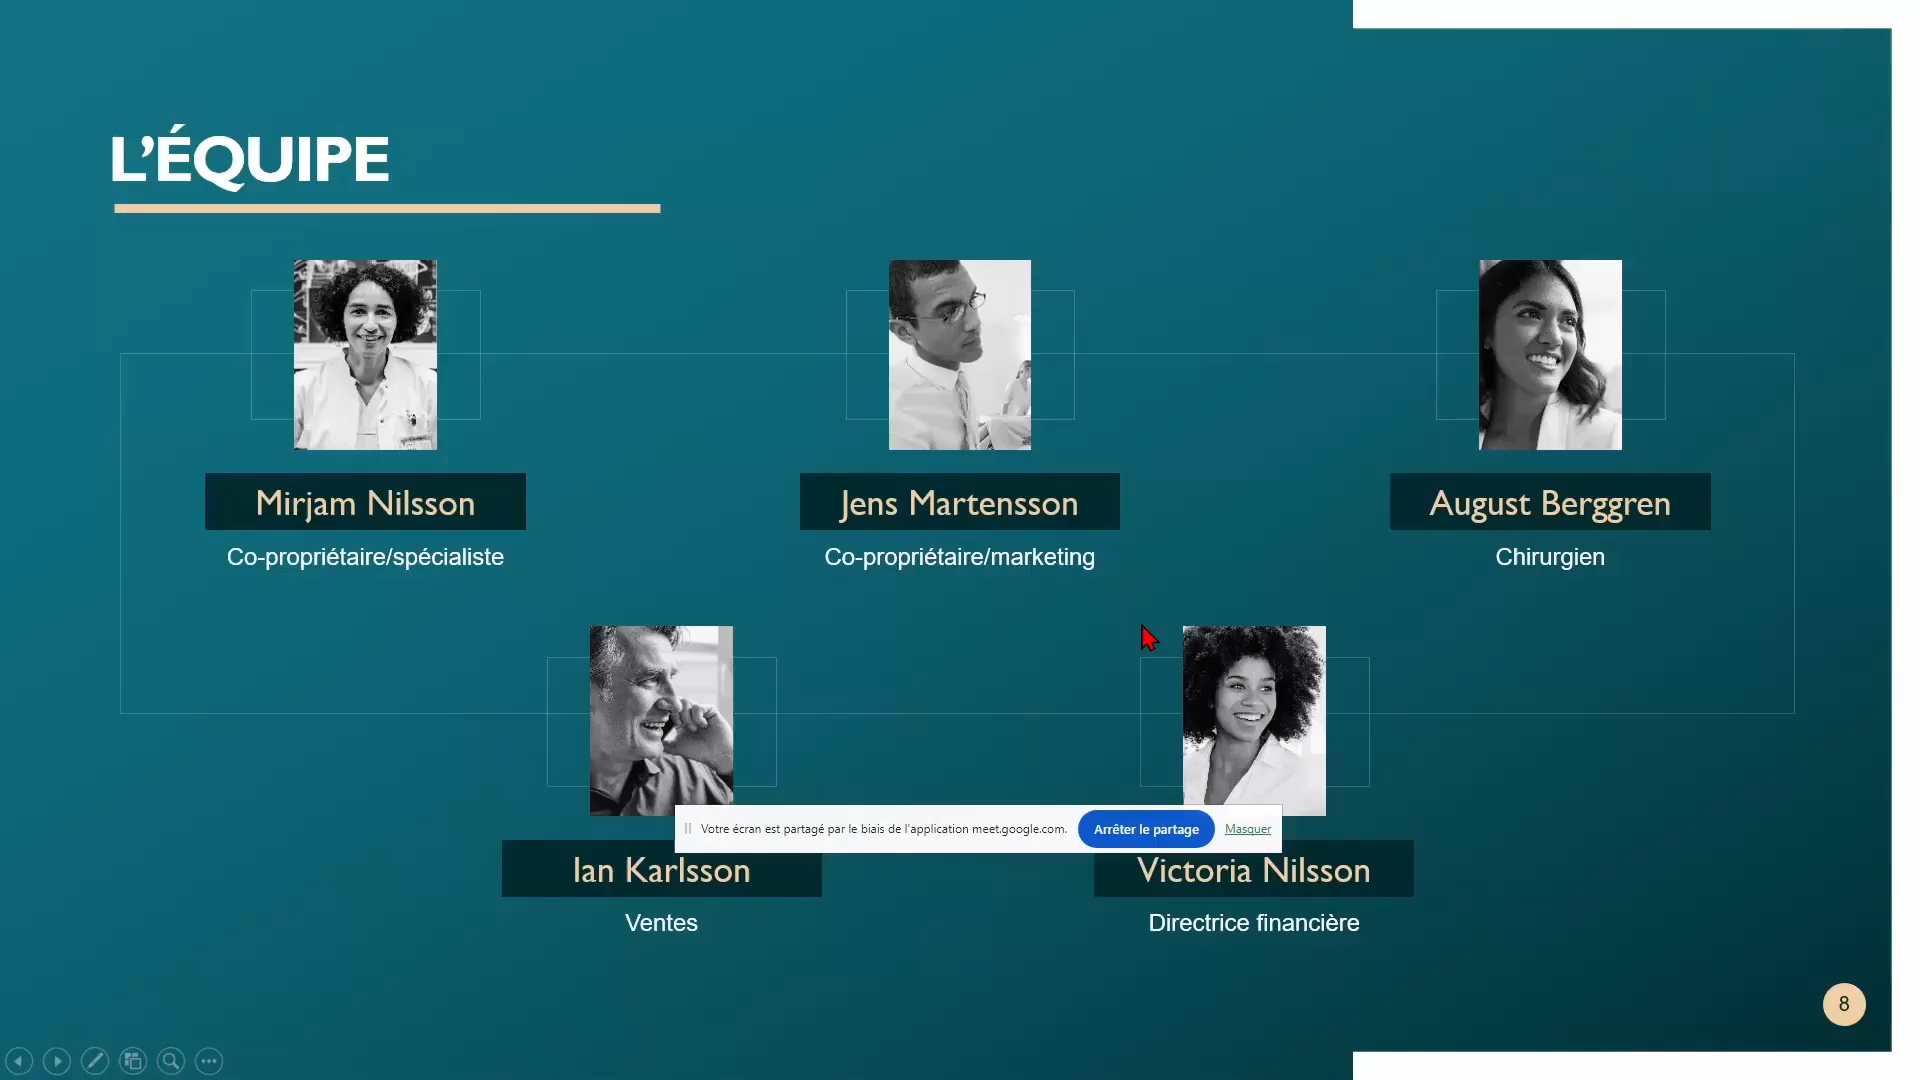 L’ÉQUIPE
Mirjam Nilsson
Jens Martensson
August Berggren
Co-propriétaire/spécialiste
Co-propriétaire/marketing
Chirurgien
Votre écran est partagé par le biais de l'application meet.google.com.
Arrêter le partage
Masquer
Ian Karlsson
Victoria Nilsson
Ventes
Directrice financière
8